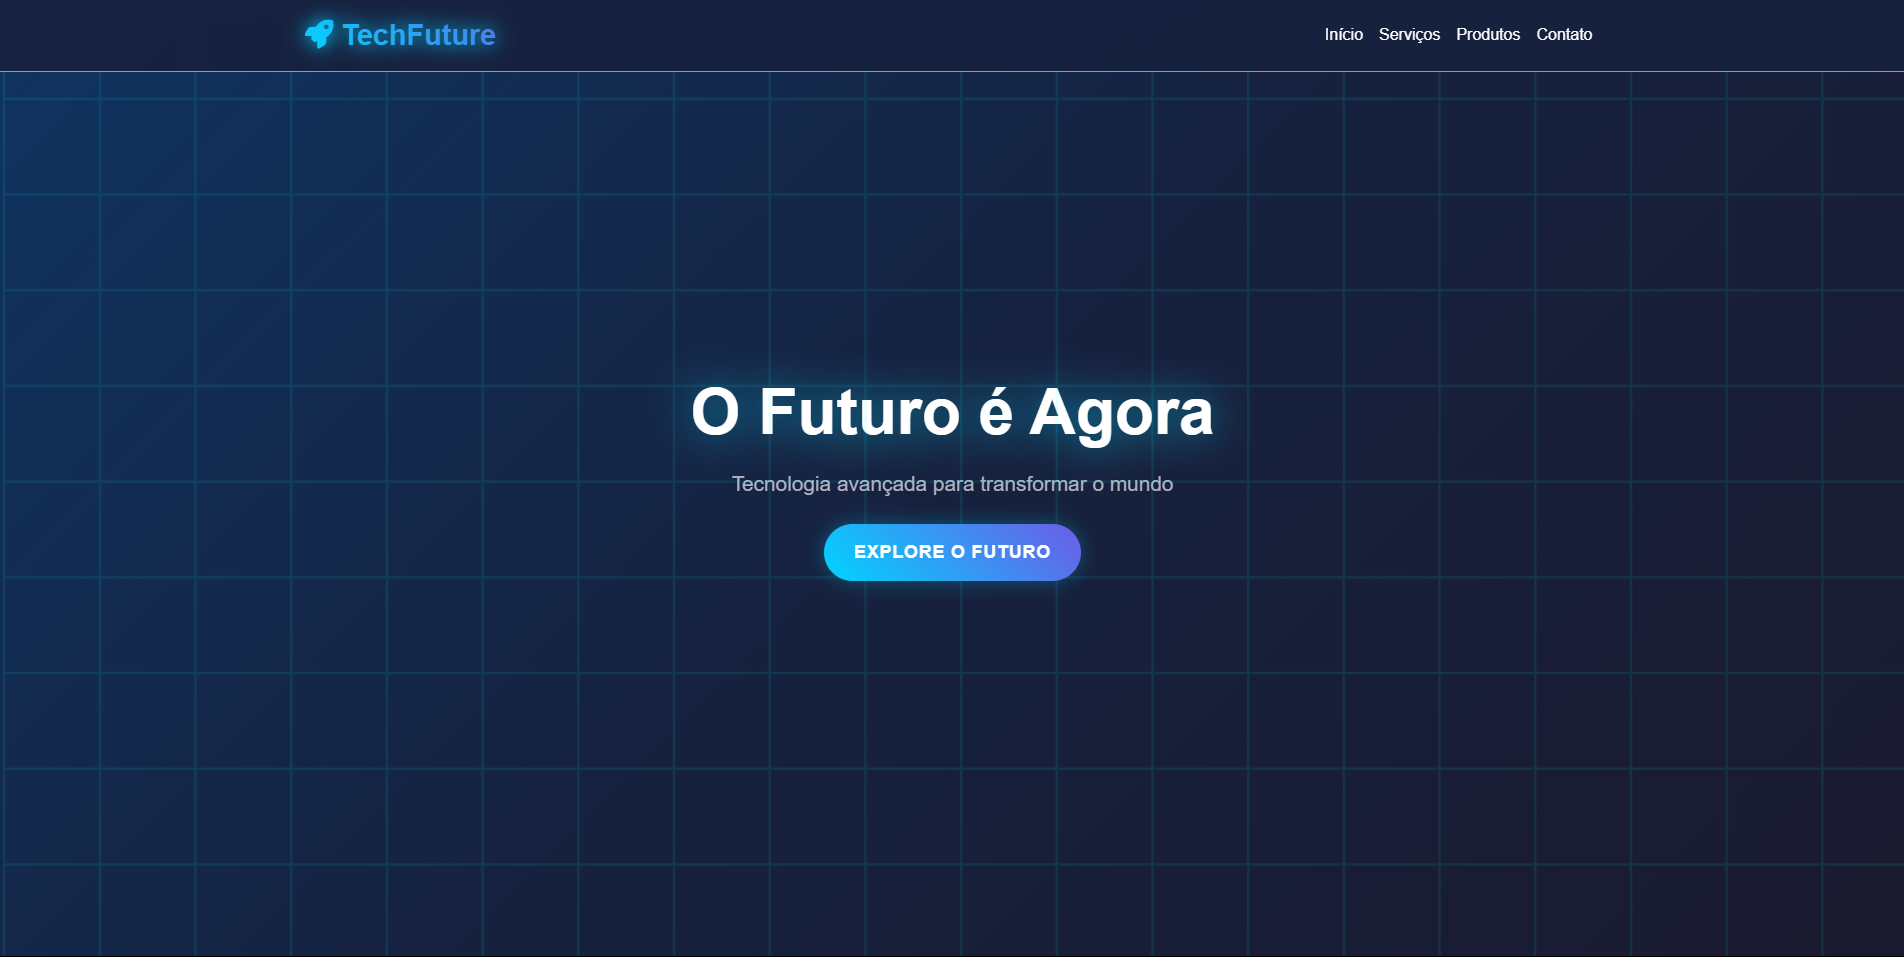 TechFuture
Início Serviços Produtos Contato
O Futuro é Agora
Tecnologia avançada para transformar o mundo
EXPLORE O FUTURO